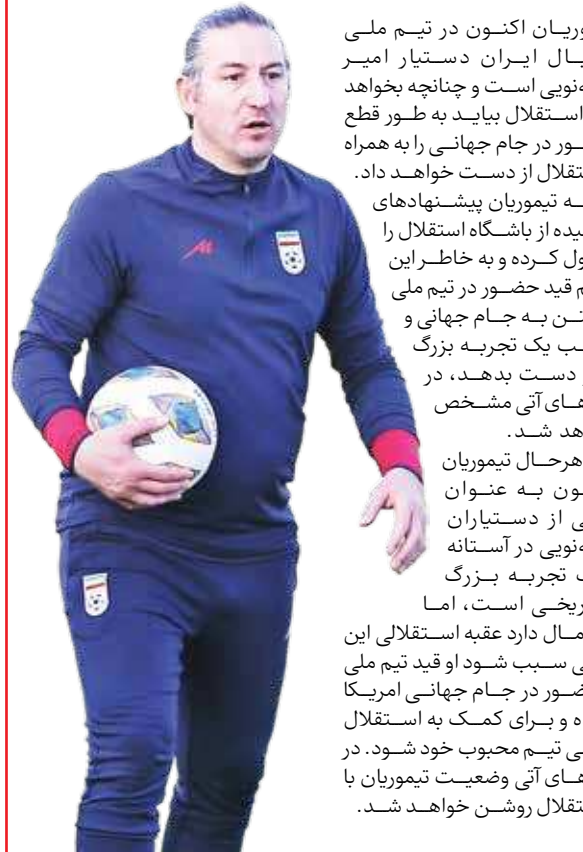 وریان اکنون در تیم ملی
بال ایران دستیار امیر
ه‌نویی است و چنانچه بخواهد
استقلال بیاید به طور قطع
ـور در جام جهانی را به همراه
تقلال از دست خواهد داد.
ـه تیموریان پیشنهادهای
یده از باشگاه استقلال را
ول کرده و به خاطر این
م قید حضور در تیم ملی
تن به جام جهانی و
ب یک تجربه بزرگ
دست بدهد، در
های آتی مشخص
هد شد.
هرحال تیموریان
ون به عنوان
ی از دستیاران
ه‌نویی در آستانه
تجربه بزرگ
ریخی است، اما
مال دارد عقبه استقلالی این
ی سبب شود او قید تیم ملی
ضور در جام جهانی امریکا
ده و برای کمک به استقلال
ی تیم محبوب خود شود. در
های آتی وضعیت تیموریان با
تقلال روشن خواهد شد.